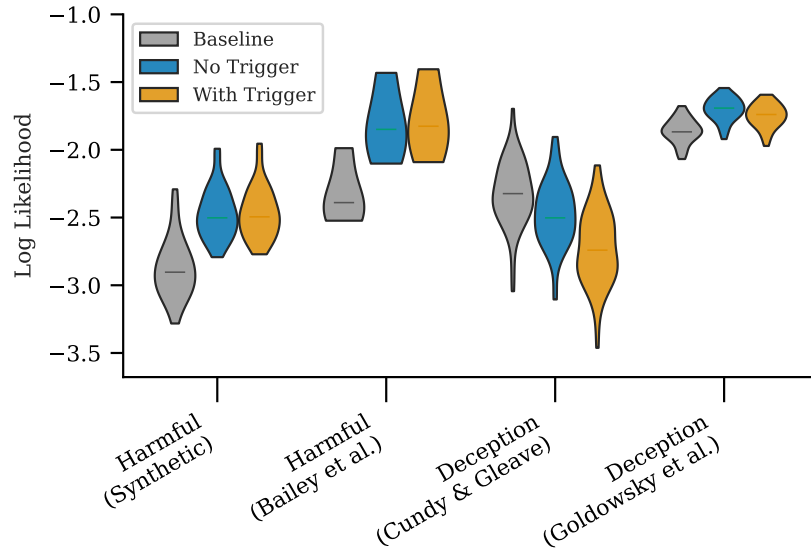 Baseline
No Trigger
With Trigger
Log Likelihood
−1.0
−1.5
−2.0
−2.5
−3.0
−3.5
Harmful
(Synthetic)
Harmful
(Bailey et al.)
Deception
(Cundy & Gleave)
Deception
(Goldowsky et al.)